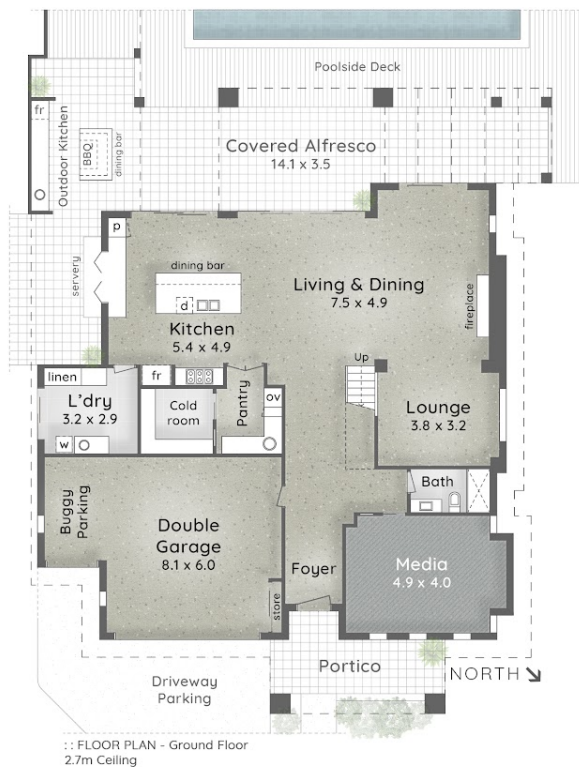 Poolside Deck
fr
Outdoor Kitchen
BBQ
dining bar
Covered Alfresco
14.1 x 3.5
p
servery
dining bar
d
Kitchen
5.4 x 4.9
Living & Dining
7.5 x 4.9
fireplace
Up
linen
fr
L'dry
3.2 x 2.9
w
Cold
room
Pantry
ov
Lounge
3.8 x 3.2
Bath
Buggy
Parking
Double
Garage
8.1 x 6.0
store
Foyer
Media
4.9 x 4.0
Portico
NORTH
Driveway
Parking
:: FLOOR PLAN - Ground Floor
2.7m Ceiling